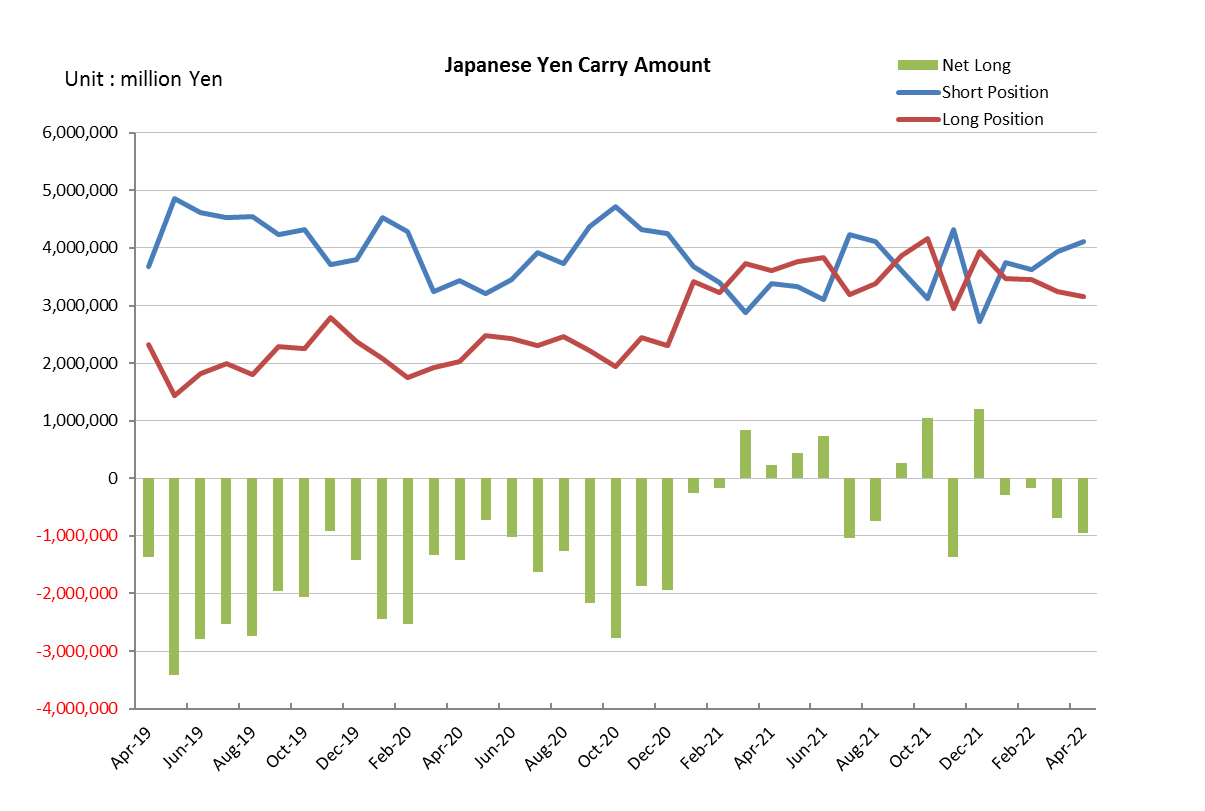 Japanese Yen Carry Amount
Unit : million Yen
Net Long
Short Position
Long Position
6,000,000
5,000,000
4,000,000
3,000,000
2,000,000
1,000,000
0
-1,000,000
-2,000,000
-3,000,000
-4,000,000
Apr-19
Jun-19
Aug-19
Oct-19
Dec-19
Feb-20
Apr-20
Jun-20
Aug-20
Oct-20
Dec-20
Feb-21
Apr-21
Jun-21
Aug-21
Oct-21
Dec-21
Feb-22
Apr-22